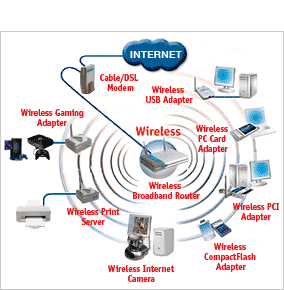 INTERNET
Cable/DSL
Modem
Wireless
USB Adapter
Wireless Gaming
Adapter
Wireless
Wireless
PC Card
Adapter
Wireless
Broadband Router
Wireless Print
Server
Wireless PCI
Adapter
Wireless
CompactFlash
Adapter
Wireless Internet
Camera